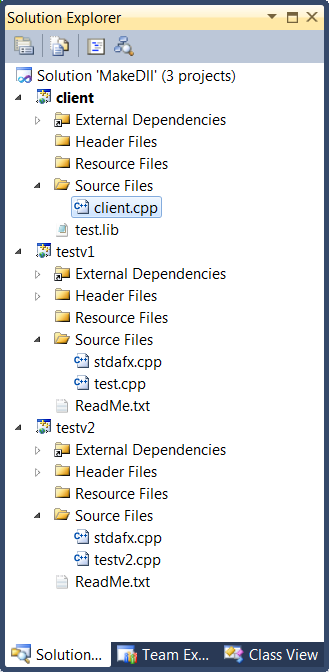 Solution Explorer
Solution 'MakeDll' (3 projects)
client
External Dependencies
Header Files
Resource Files
Source Files
client.cpp
test.lib
testv1
External Dependencies
Header Files
Resource Files
Source Files
stdafx.cpp
test.cpp
ReadMe.txt
testv2
External Dependencies
Header Files
Resource Files
Source Files
stdafx.cpp
testv2.cpp
ReadMe.txt
Solution... Team Ex... Class View